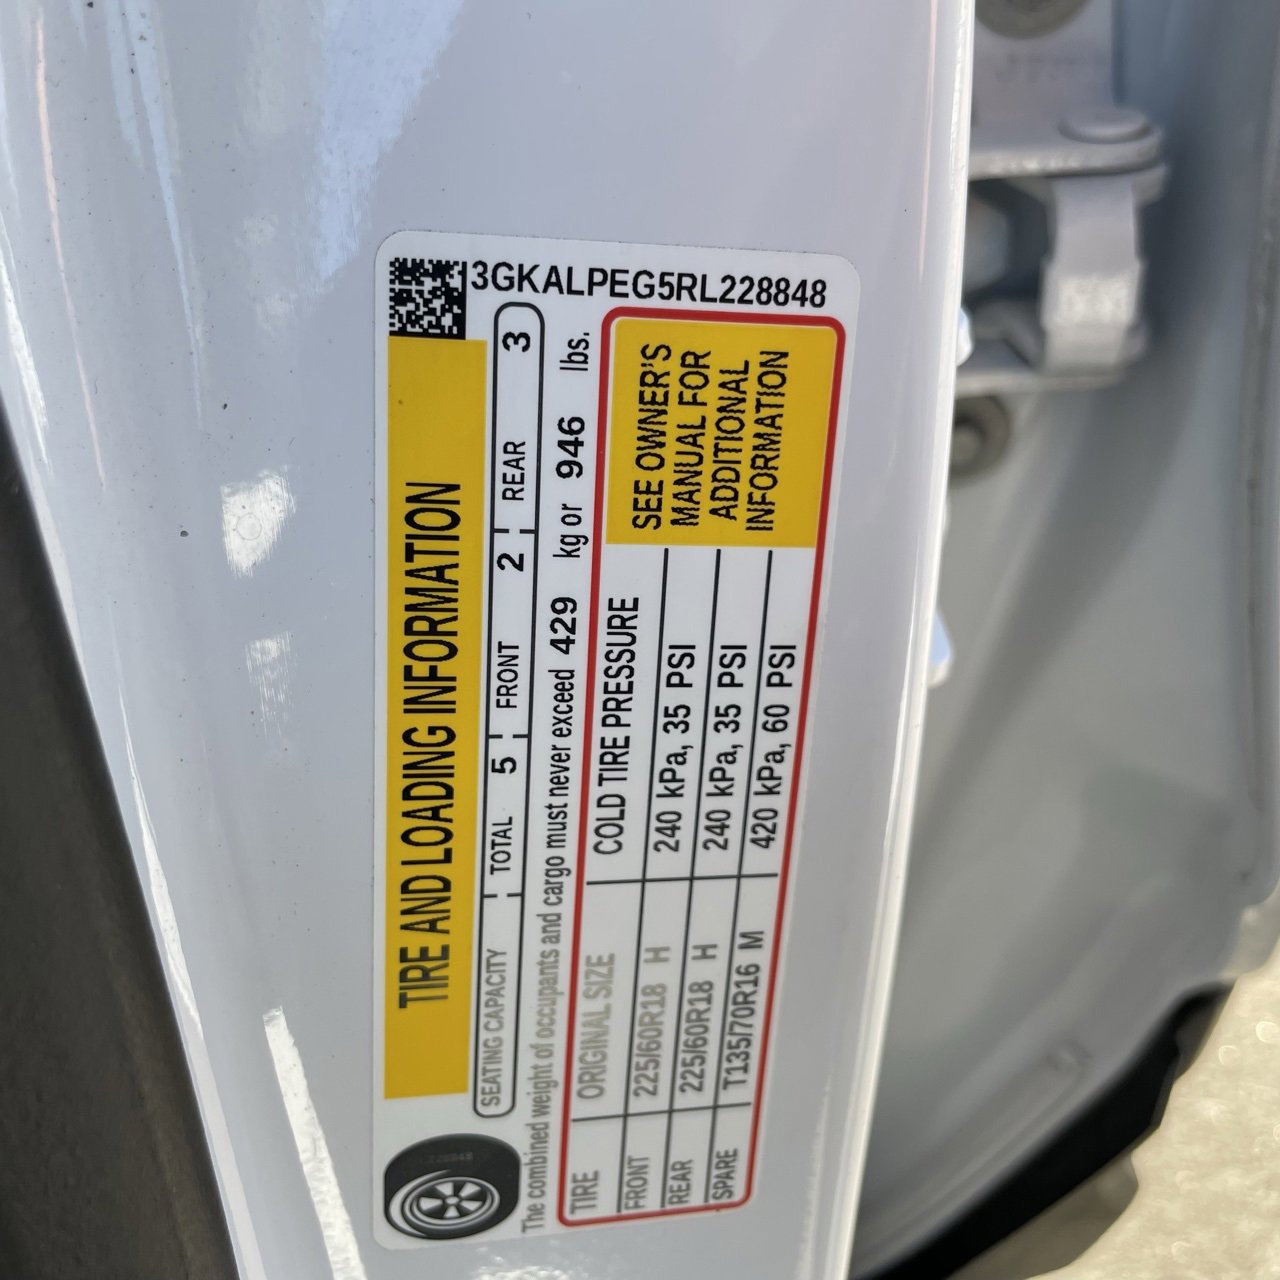 3GKALPEG5RL228848
TIRE AND LOADING INFORMATION
SEATING CAPACITY TOTAL 5 FRONT 2 REAR 3
The combined weight of occupants and cargo must never exceed 429 kg or 946 lbs.
TIRE ORIGINAL SIZE COLD TIRE PRESSURE
FRONT 225/60R18 H 240 kPa, 35 PSI
REAR 225/60R18 H 240 kPa, 35 PSI
SPARE T135/70R16 M 420 kPa, 60 PSI
SEE OWNER'S
MANUAL FOR
ADDITIONAL
INFORMATION